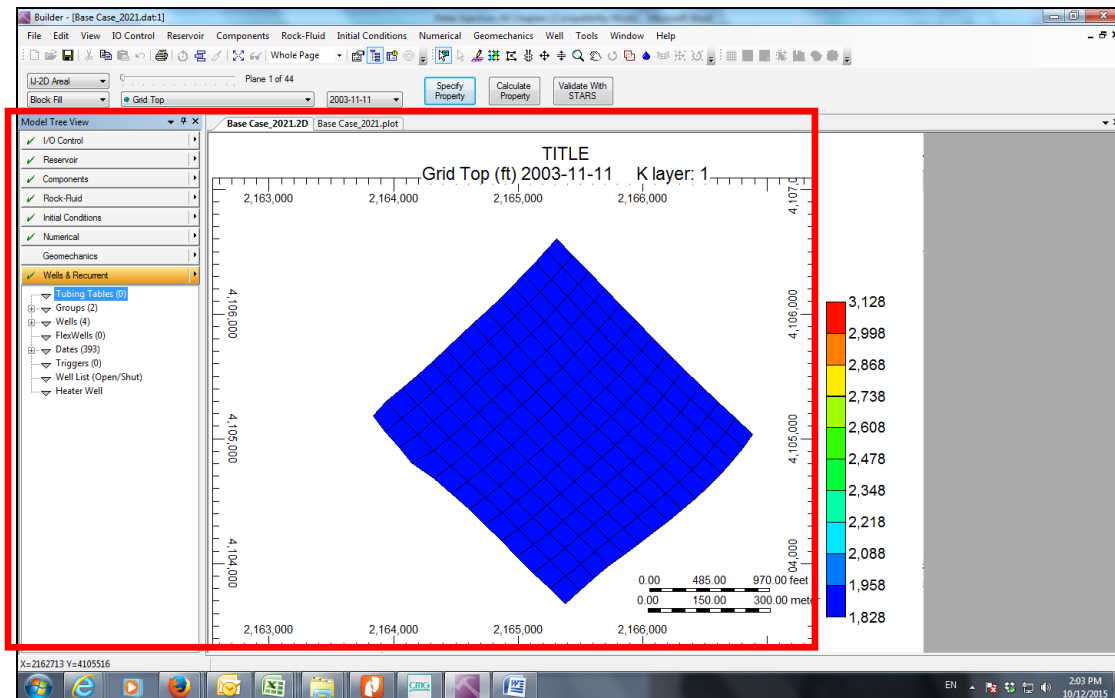 Builder - [Base Case_2021.dat:1]
File Edit View IO Control Reservoir Components Rock-Fluid Initial Conditions Numerical Geomechanics Well Tools Window Help
Whole Page
IJ-2D Areal Plane 1 of 44
Block Fill Grid Top 2003-11-11
Specify Property
Calculate Property
Validate With STARS
Model Tree View
Base Case_2021.2D Base Case_2021.plot
I/O Control
Reservoir
Components
Rock-Fluid
Initial Conditions
Numerical
Geomechanics
Wells & Recurrent
Tubing Tables (0)
Groups (2)
Wells (4)
FlexWells (0)
Dates (393)
Triggers (0)
Well List (Open/Shut)
Heater Well
TITLE
Grid Top (ft) 2003-11-11 K layer: 1
2,163,000 2,164,000 2,165,000 2,166,000
4,107,0
4,106,000 4,106,000
4,105,000 4,105,000
4,104,000 04,000
0.00 485.00 970.00 feet
0.00 150.00 300.00 meter
2,163,000 2,164,000 2,165,000 2,166,000
3,128
2,998
2,868
2,738
2,608
2,478
2,348
2,218
2,088
1,958
1,828
X=2162713 Y=4105516
CMG
EN
2:03 PM
10/12/2015